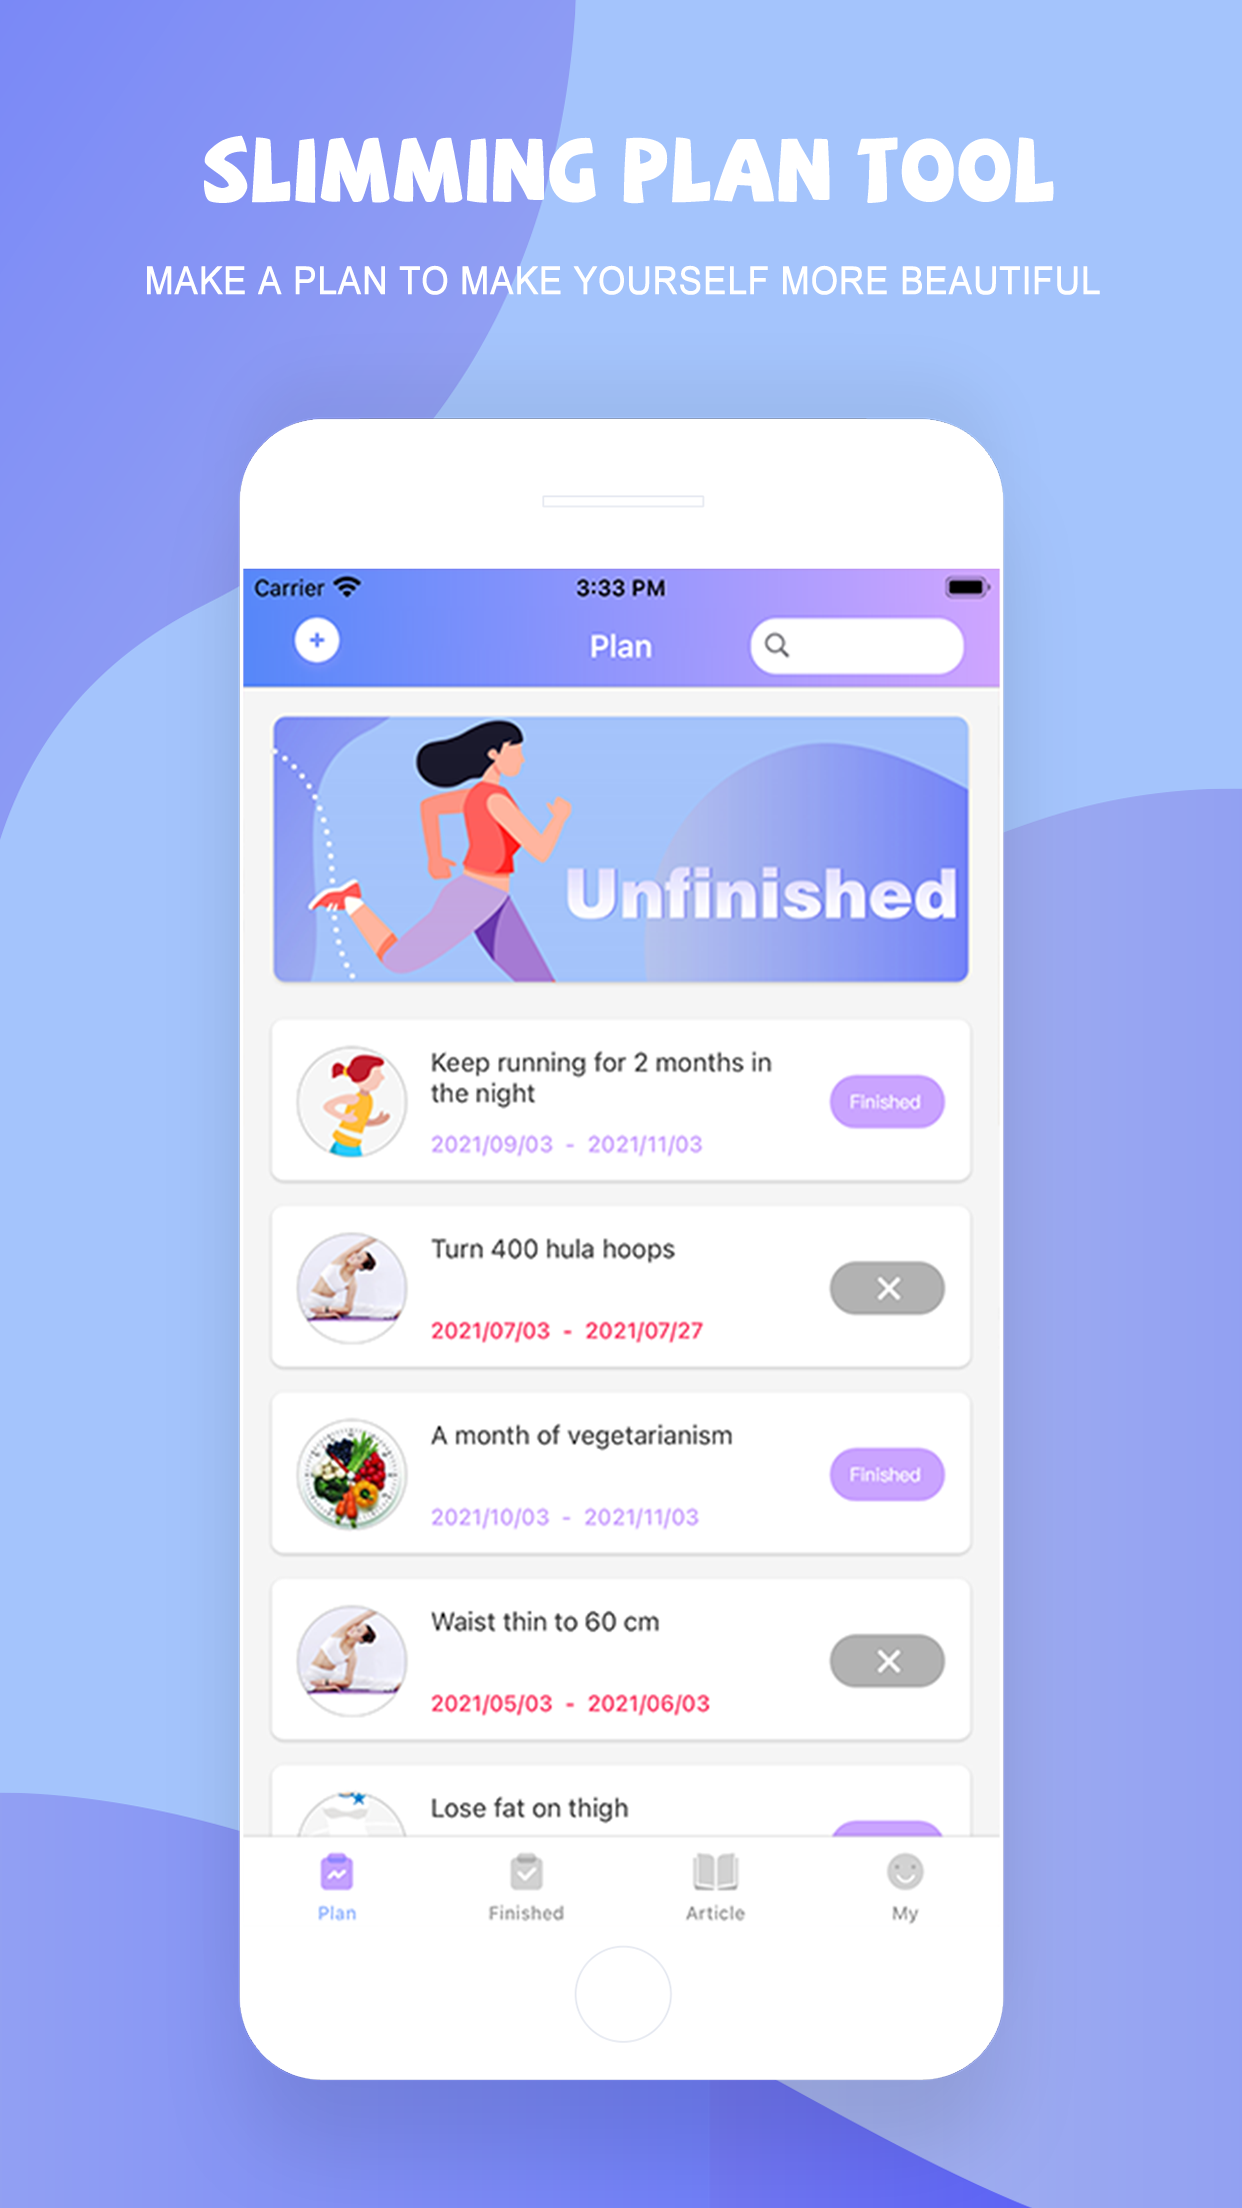 SLIMMING PLAN TOOL
MAKE A PLAN TO MAKE YOURSELF MORE BEAUTIFUL
Carrier 3:33 PM
Plan
Unfinished
Keep running for 2 months in
the night
Finished
2021/09/03 - 2021/11/03
Turn 400 hula hoops
2021/07/03 - 2021/07/27
A month of vegetarianism
Finished
2021/10/03 - 2021/11/03
Waist thin to 60 cm
2021/05/03 - 2021/06/03
Lose fat on thigh
Plan Finished Article My